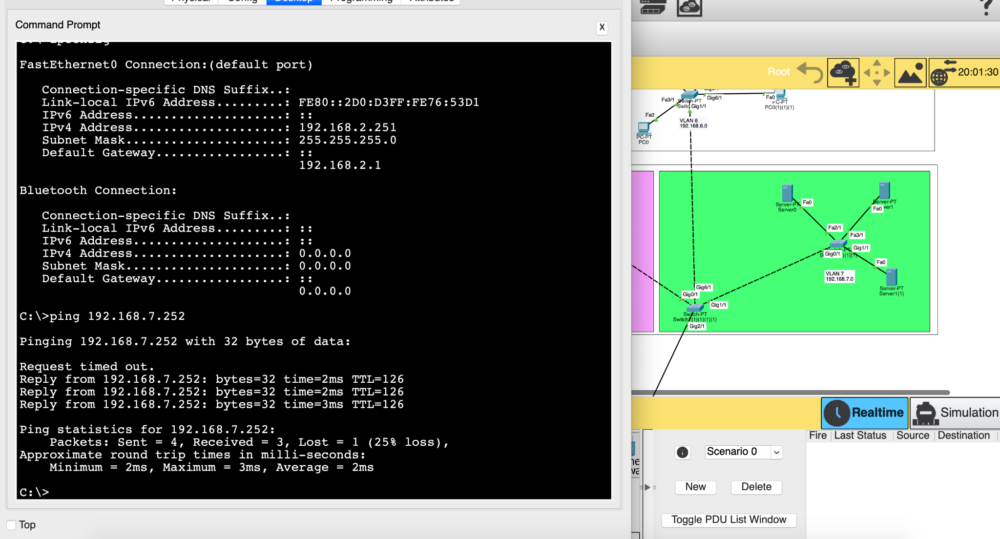 Physical
Config
Desktop
Programming
Attributes
Command Prompt
X
C:\>ipconfig
FastEthernet0 Connection:(default port)
Connection-specific DNS Suffix..:
Link-local IPv6 Address.........: FE80::2D0:D3FF:FE76:53D1
IPv6 Address....................: ::
IPv4 Address....................: 192.168.2.251
Subnet Mask.....................: 255.255.255.0
Default Gateway.................: ::
192.168.2.1
Bluetooth Connection:
Connection-specific DNS Suffix..:
Link-local IPv6 Address.........: ::
IPv6 Address....................: ::
IPv4 Address....................: 0.0.0.0
Subnet Mask.....................: 0.0.0.0
Default Gateway.................: ::
0.0.0.0
C:\>ping 192.168.7.252
Pinging 192.168.7.252 with 32 bytes of data:
Request timed out.
Reply from 192.168.7.252: bytes=32 time=2ms TTL=126
Reply from 192.168.7.252: bytes=32 time=2ms TTL=126
Reply from 192.168.7.252: bytes=32 time=3ms TTL=126
Ping statistics for 192.168.7.252:
Packets: Sent = 4, Received = 3, Lost = 1 (25% loss),
Approximate round trip times in milli-seconds:
Minimum = 2ms, Maximum = 3ms, Average = 2ms
C:\>
Top
?
Root
20:01:30
Fa3/1
Switch-PT
Gig1/1
Gig6/1
Fa0
PC-PT
PC0(1)(1)(1)
Fa0
PC-PT
PC0
VLAN 6
192.168.6.0
Server-PT
Server0
Fa0
Server-PT
Fa0
Fa2/1
Fa3/1
Gig1/1
Gig0/1
Fa0
VLAN 7
192.168.7.0
Server-PT
Server1(1)
Gig6/1
Gig0/1
Gig1/1
Switch-PT
Gig2/1
Realtime
Simulation
Fire
Last Status
Source
Destination
Scenario 0
New
Delete
Toggle PDU List Window